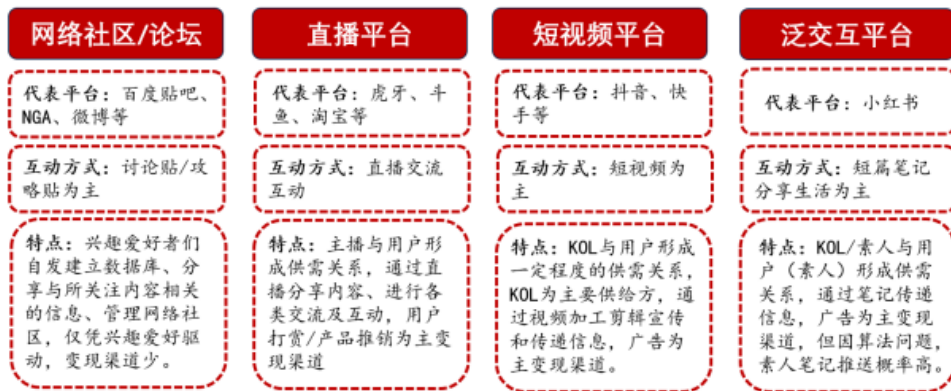 网络社区/论坛
代表平台：百度贴吧、
NGA、微博等
互动方式：讨论贴/攻
略贴为主
特点：兴趣爱好者们
自发建立数据库、分
享与所关注内容相关
的信息、管理网络社
区，仅凭兴趣爱好驱
动，变现渠道少。
直播平台
代表平台：虎牙、斗
鱼、淘宝等
互动方式：直播交流
互动
特点：主播与用户形
成供需关系，通过直
播分享内容、进行各
类交流及互动，用户
打赏/产品推销为主变
现渠道
短视频平台
代表平台：抖音、快
手等
互动方式：短视频为
主
特点：KOL与用户形成
一定程度的供需关系，
KOL为主要供给方，通
过视频加工剪辑宣传
和传递信息，广告为
主变现渠道。
泛交互平台
代表平台：小红书
互动方式：短篇笔记
分享生活为主
特点：KOL/素人与用
户（素人）形成供需
关系，通过笔记传递
信息，广告为主变现
渠道，但因算法问题，
素人笔记推送概率高。